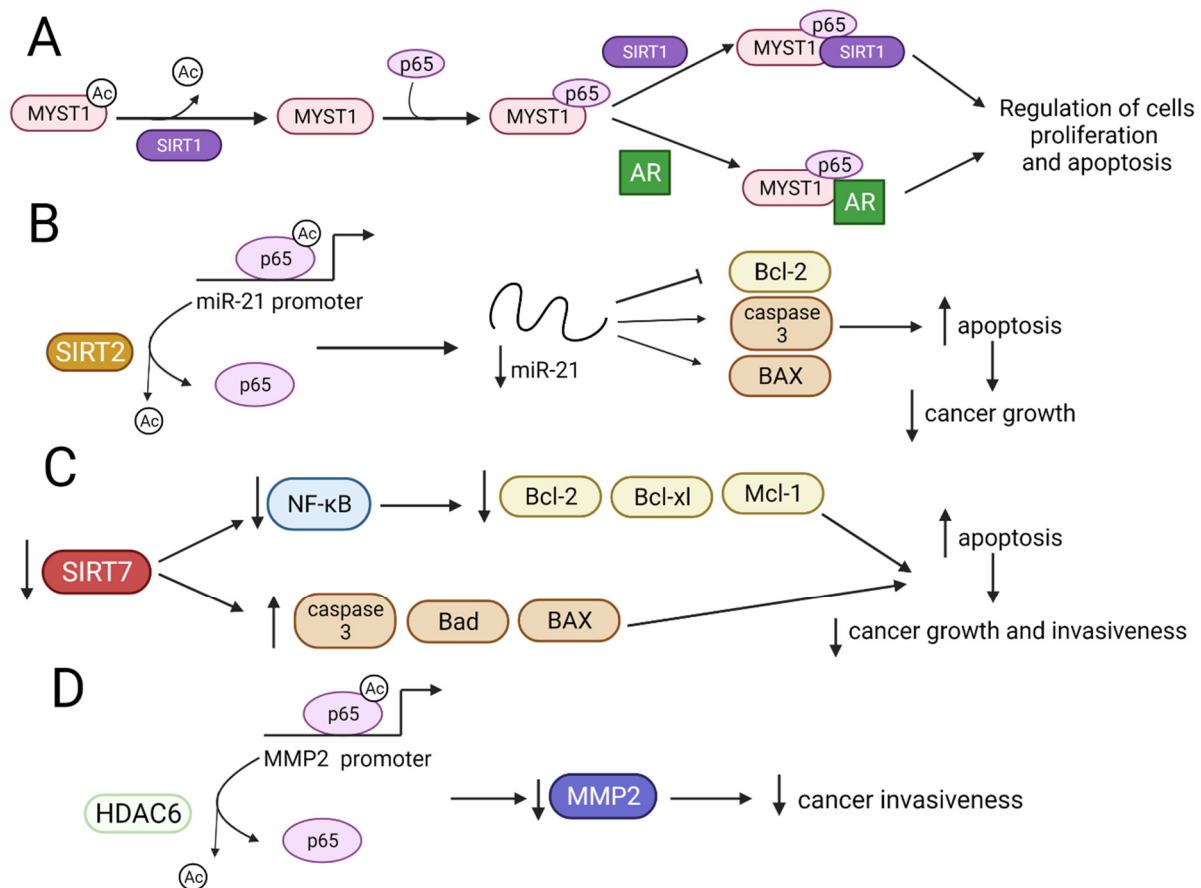 A
MYST1
Ac
Ac
SIRT1
MYST1
p65
MYST1
p65
SIRT1
MYST1
p65
SIRT1
AR
MYST1
p65
AR
Regulation of cells
proliferation
and apoptosis
B
p65
Ac
miR-21 promoter
SIRT2
p65
Ac
miR-21
Bcl-2
caspase
3
BAX
apoptosis
cancer growth
C
SIRT7
NF-κB
Bcl-2
Bcl-xl
Mcl-1
caspase
3
Bad
BAX
apoptosis
cancer growth and invasiveness
D
p65
Ac
MMP2 promoter
HDAC6
p65
Ac
MMP2
cancer invasiveness